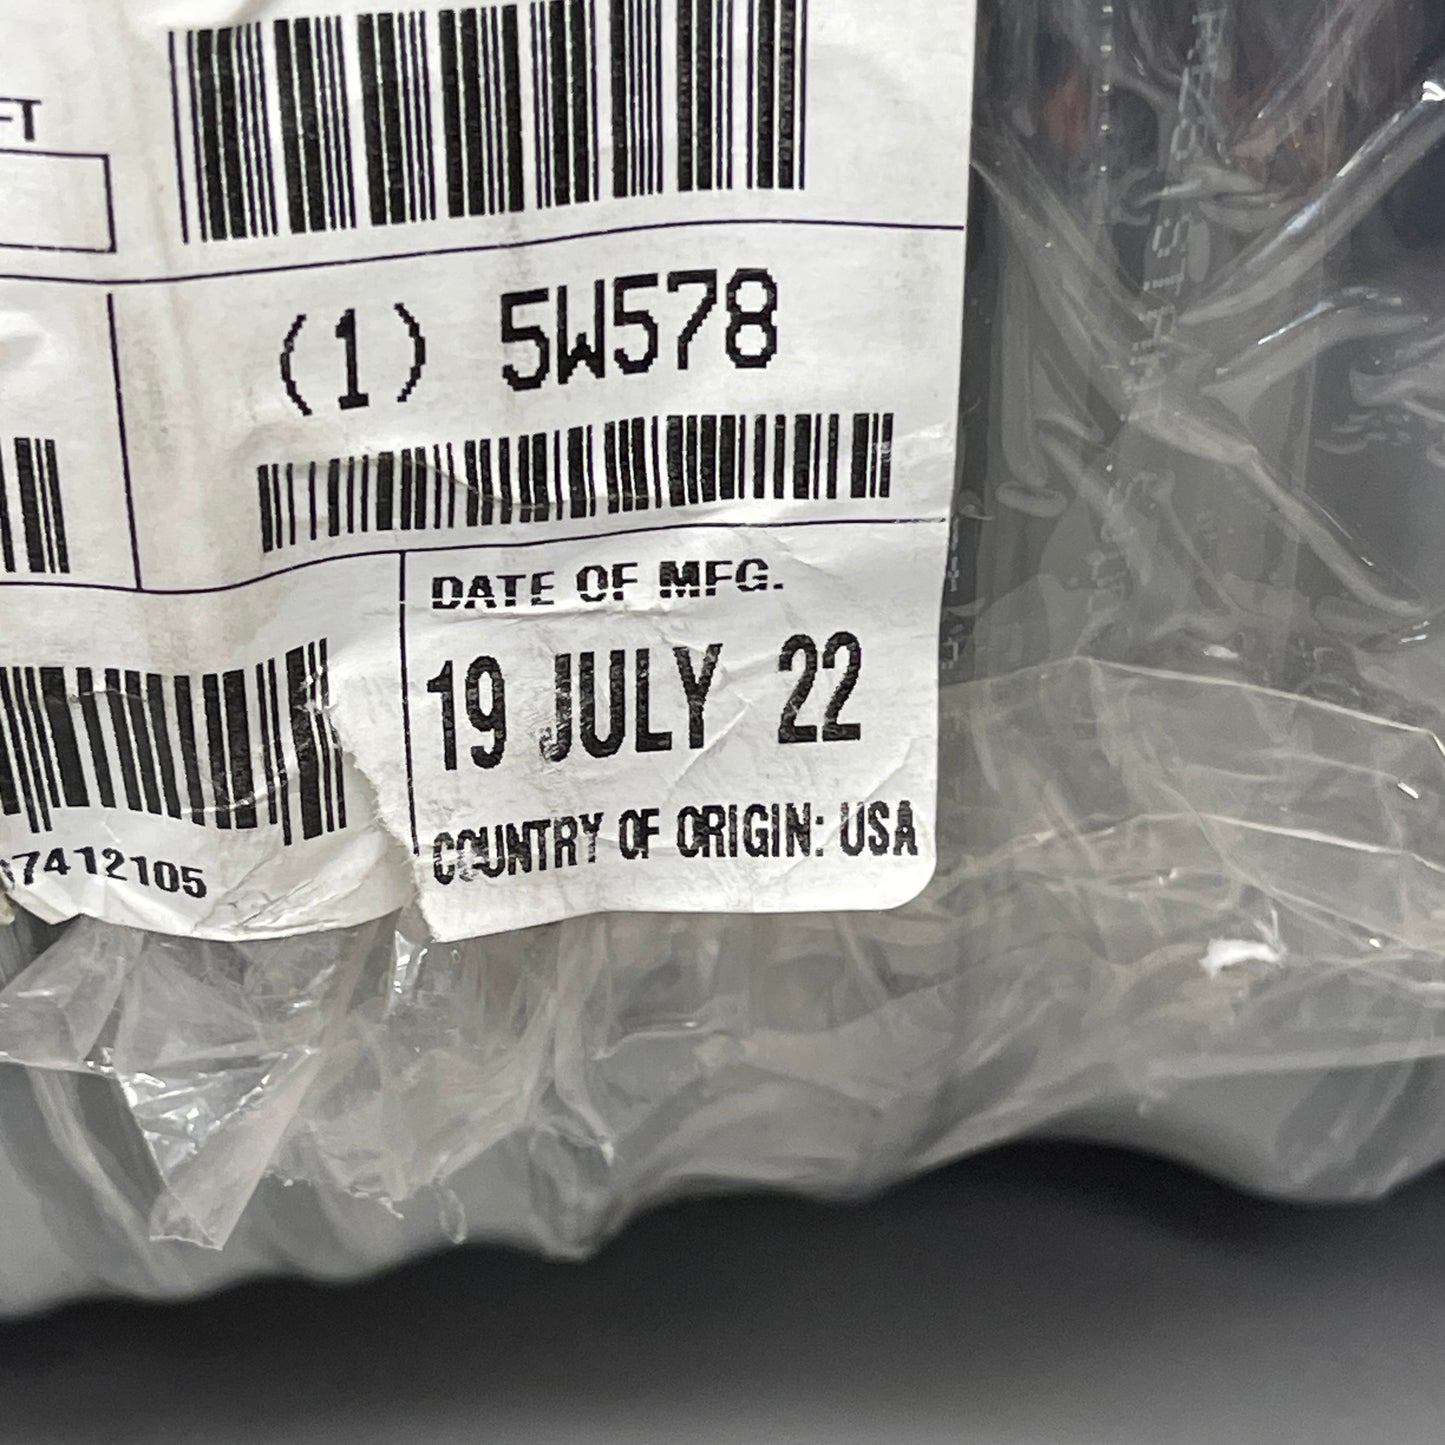 FT
(1) 5W578
DATE OF MFG.
19 JULY 22
COUNTRY OF ORIGIN: USA
7412105